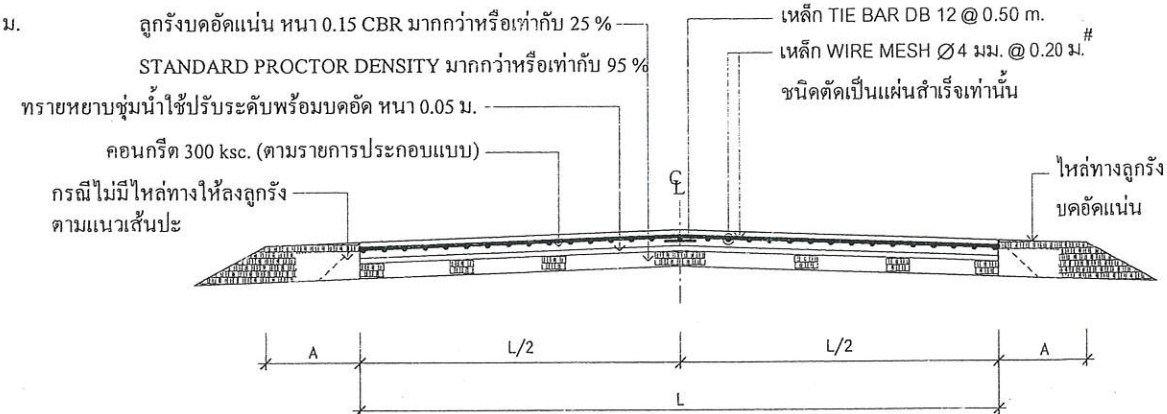 ม.
ลูกรังบดอัดแน่น หนา 0.15 CBR มากกว่าหรือเท่ากับ 25 %
STANDARD PROCTOR DENSITY มากกว่าหรือเท่ากับ 95 %
ทรายหยาบชุ่มน้ำใช้ปรับระดับพร้อมบดอัด หนา 0.05 ม.
คอนกรีต 300 ksc. (ตามรายการประกอบแบบ)
กรณีไม่มีไหล่ทางให้ลงลูกรัง
ตามแนวเส้นปะ
เหล็ก TIE BAR DB 12 @ 0.50 m.
เหล็ก WIRE MESH Ø 4 มม. @ 0.20 ม.#
ชนิดตัดเป็นแผ่นสำเร็จเท่านั้น
ไหล่ทางลูกรัง
บดอัดแน่น
CL
A L/2 L/2 A
L